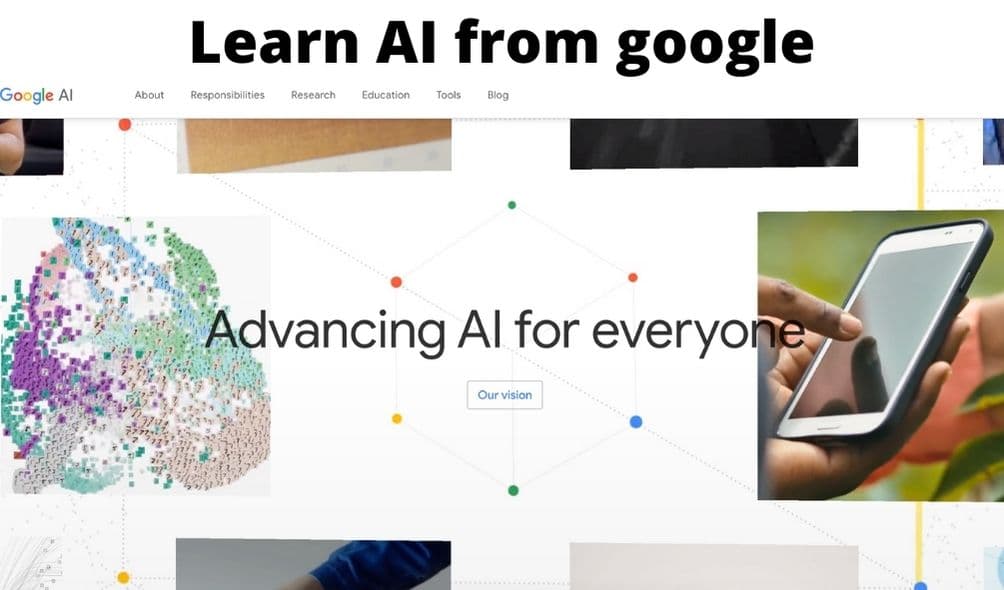 Learn AI from google
Google AI About Responsibilities Research Education Tools Blog
Advancing AI for everyone
Our vision